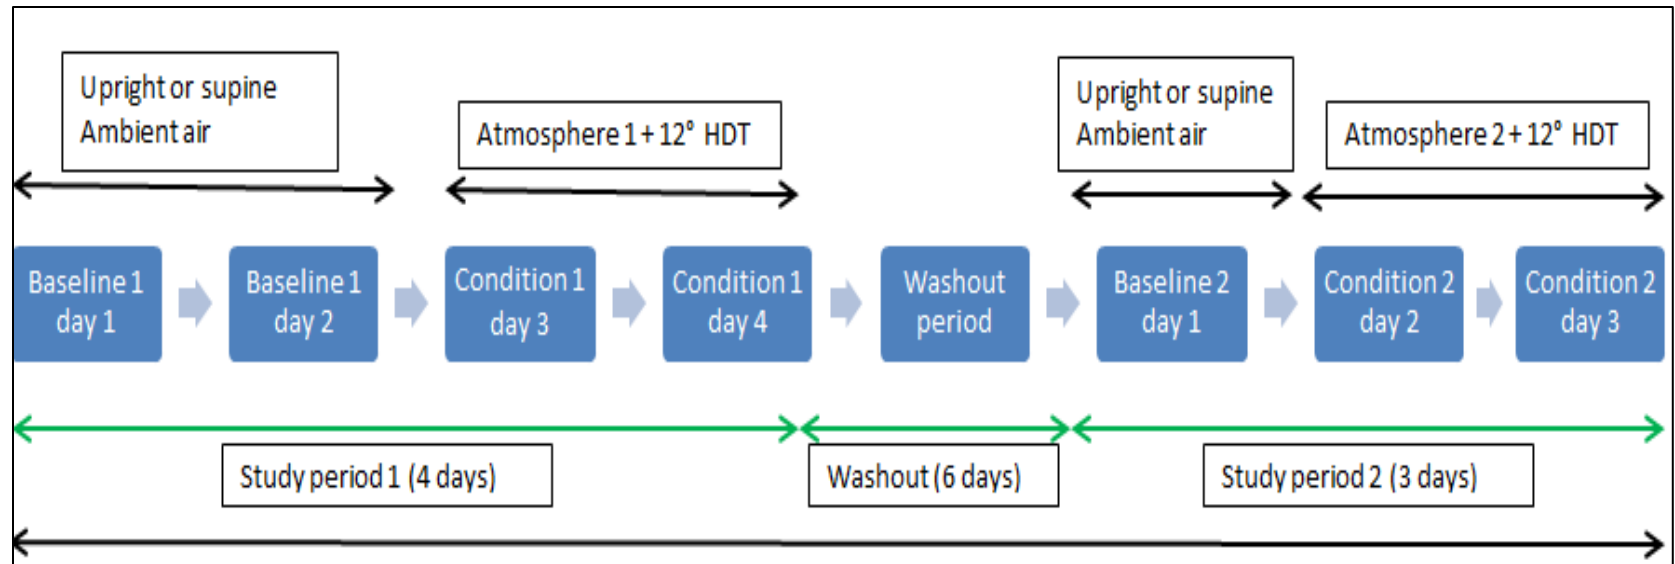 Upright or supine
Ambient air
Atmosphere 1 + 12° HDT
Upright or supine
Ambient air
Atmosphere 2 + 12° HDT
Baseline 1
day 1
Baseline 1
day 2
Condition 1
day 3
Condition 1
day 4
Washout
period
Baseline 2
day 1
Condition 2
day 2
Condition 2
day 3
Study period 1 (4 days)
Washout (6 days)
Study period 2 (3 days)